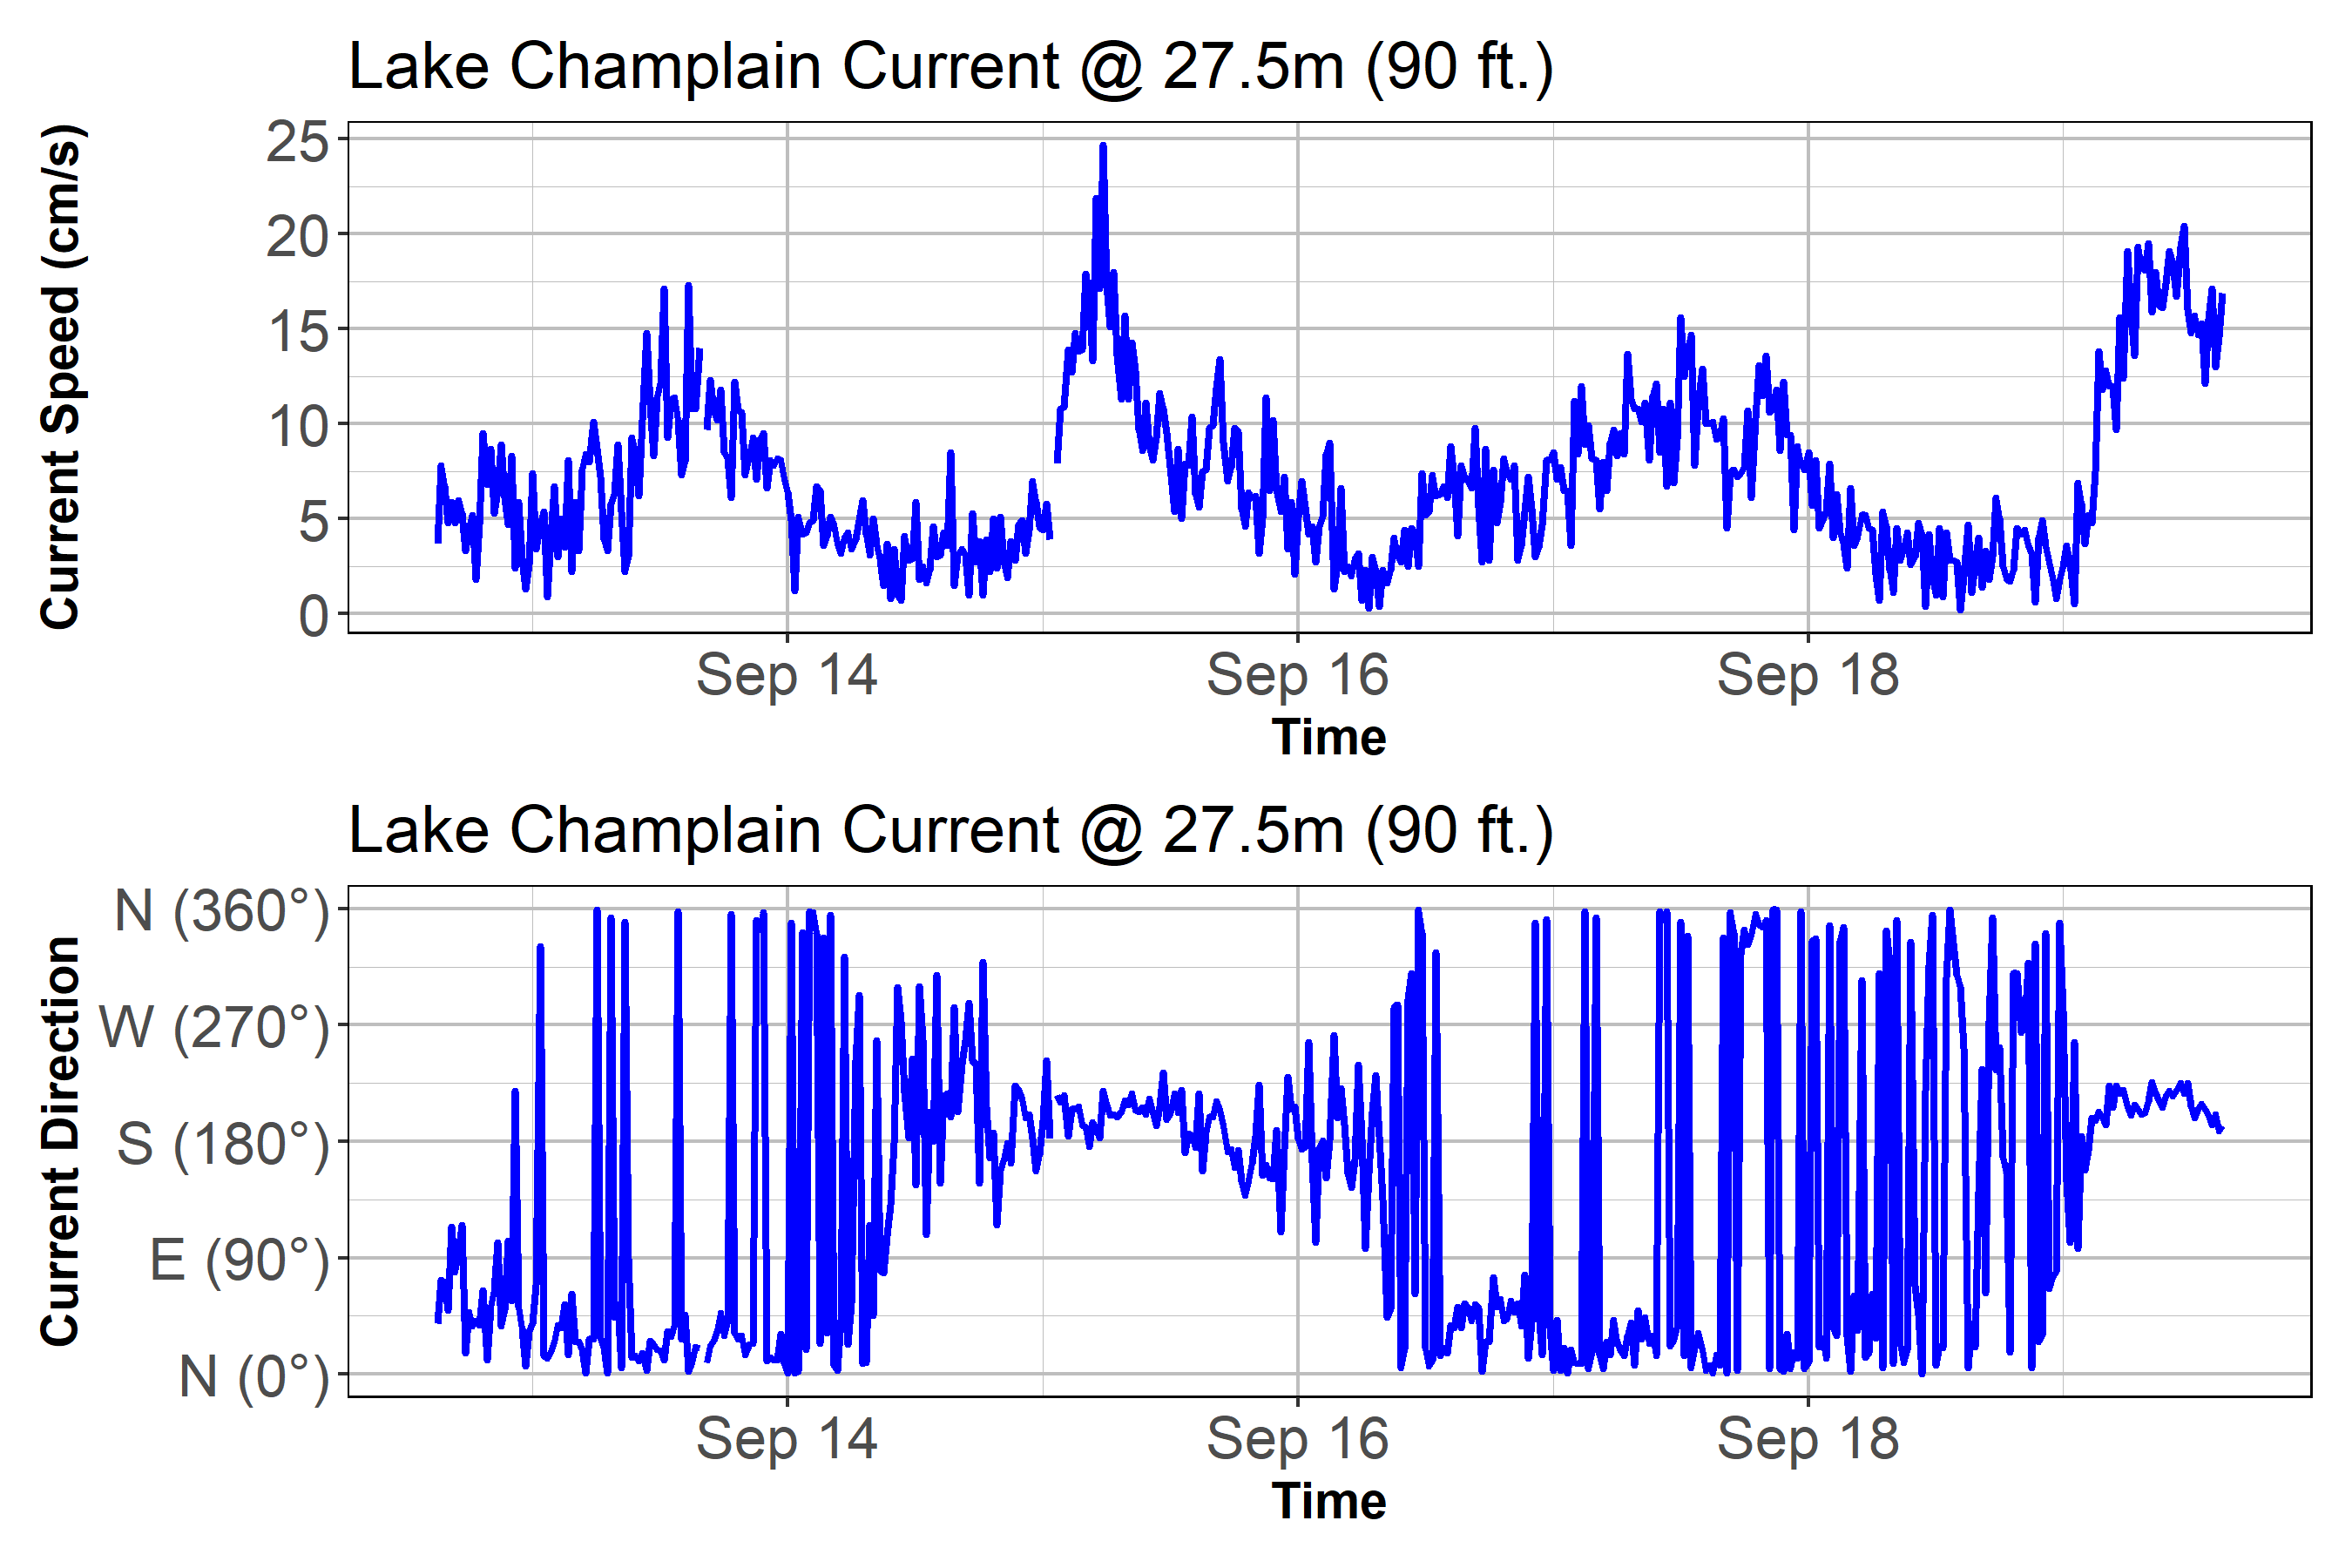 Lake Champlain Current @ 27.5m (90 ft.)
Current Speed (cm/s)
25
20
15
10
5
0
Sep 14 Sep 16 Sep 18
Time
Lake Champlain Current @ 27.5m (90 ft.)
Current Direction
N (360°)
W (270°)
S (180°)
E (90°)
N (0°)
Sep 14 Sep 16 Sep 18
Time